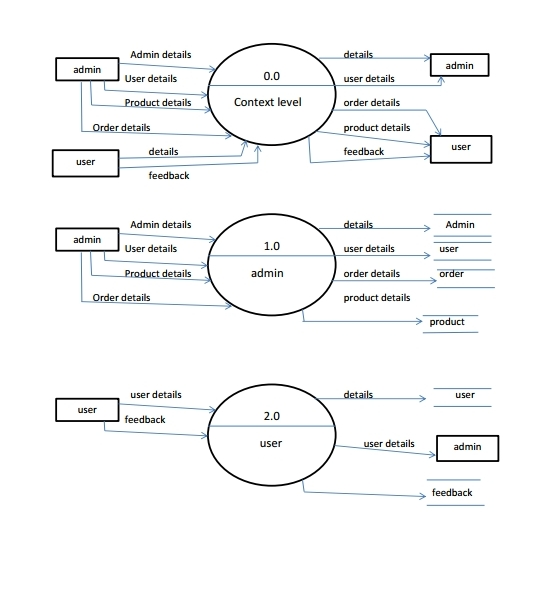 Admin details
admin
User details
Product details
Order details
user
details
feedback
0.0
Context level
details
admin
user details
order details
product details
user
feedback
Admin details
admin
User details
Product details
Order details
1.0
admin
details
Admin
user details
user
order details
order
product details
product
user details
user
feedback
2.0
user
details
user
user details
admin
feedback